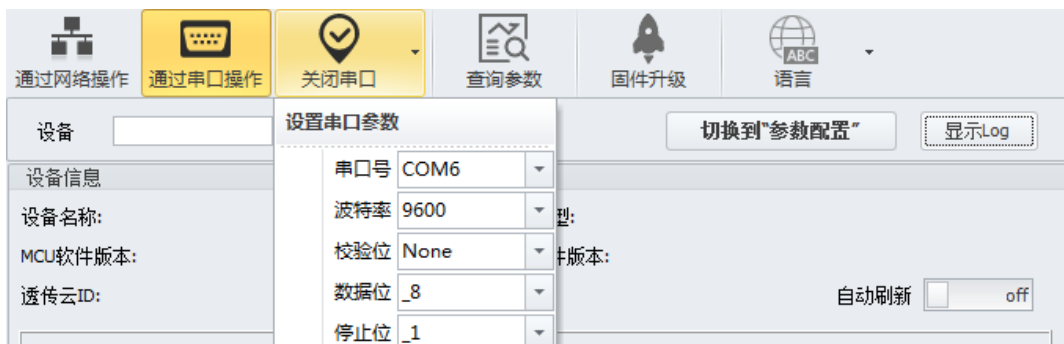 通过网络操作 通过串口操作 关闭串口 查询参数 固件升级 ABC 语言
设备 设置串口参数 切换到"参数配置" 显示Log
串口号 COM6
设备信息
波特率 9600
设备名称: 型:
校验位 None
MCU软件版本: 件版本:
数据位 _8
透传云ID: 自动刷新 off
停止位 _1